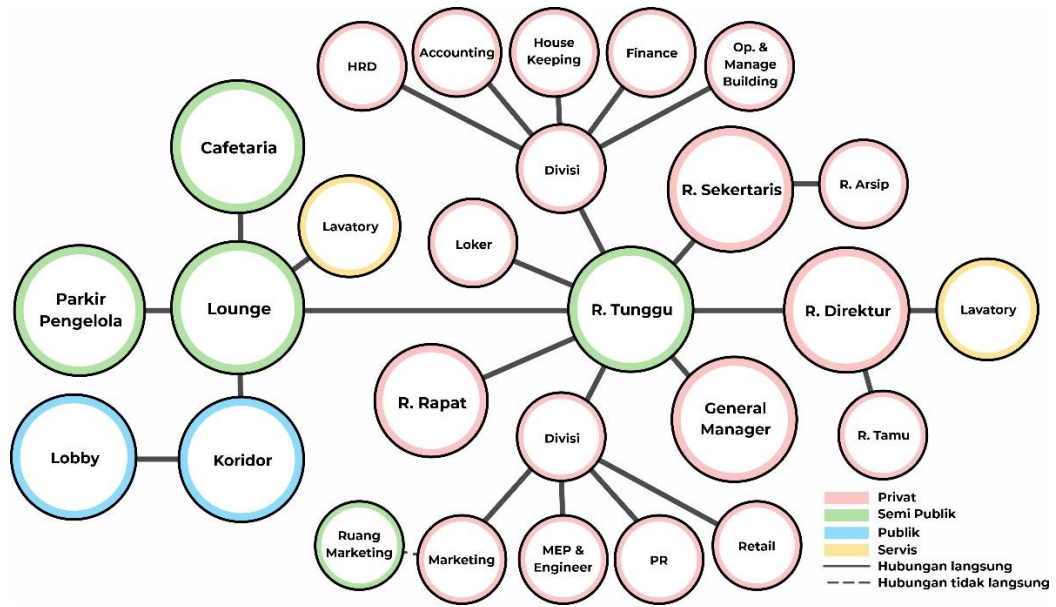 HRD
Accounting
House
Keeping
Finance
Op. &
Manage
Building
Cafetaria
Divisi
R. Sekertaris
R. Arsip
Lavatory
Loker
Parkir
Pengelola
Lounge
R. Tunggu
R. Direktur
Lavatory
R. Rapat
General
Manager
Divisi
R. Tamu
Lobby
Koridor
Ruang
Marketing
Marketing
MEP &
Engineer
PR
Retail
Privat
Semi Publik
Publik
Servis
Hubungan langsung
Hubungan tidak langsung